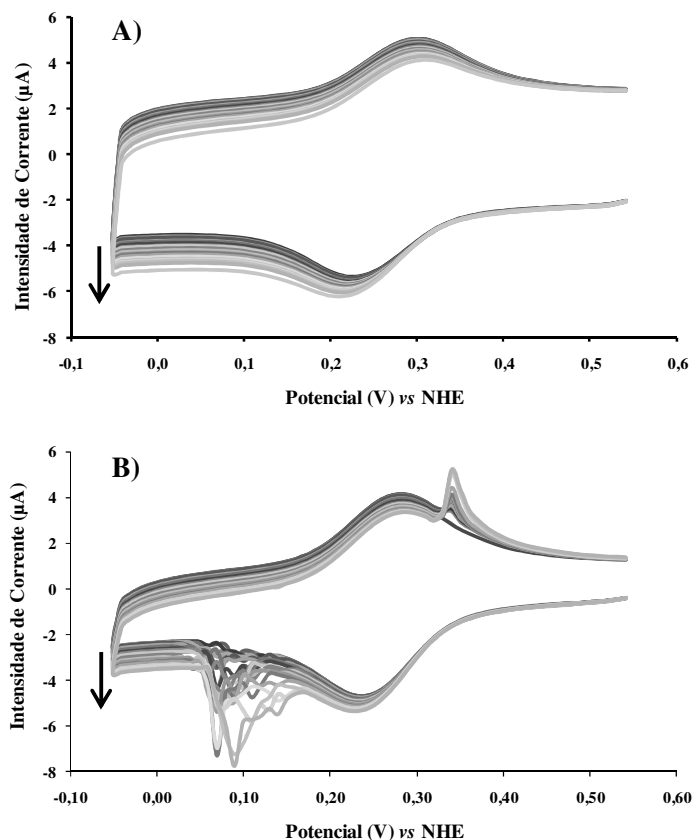 A)
Intensidade de Corrente (µA)
6
4
2
0
-2
-4
-6
-8
-0,1 0,0 0,1 0,2 0,3 0,4 0,5 0,6
Potencial (V) vs NHE
B)
Intensidade de Corrente (µA)
6
4
2
0
-2
-4
-6
-8
-0,10 0,00 0,10 0,20 0,30 0,40 0,50 0,60
Potencial (V) vs NHE